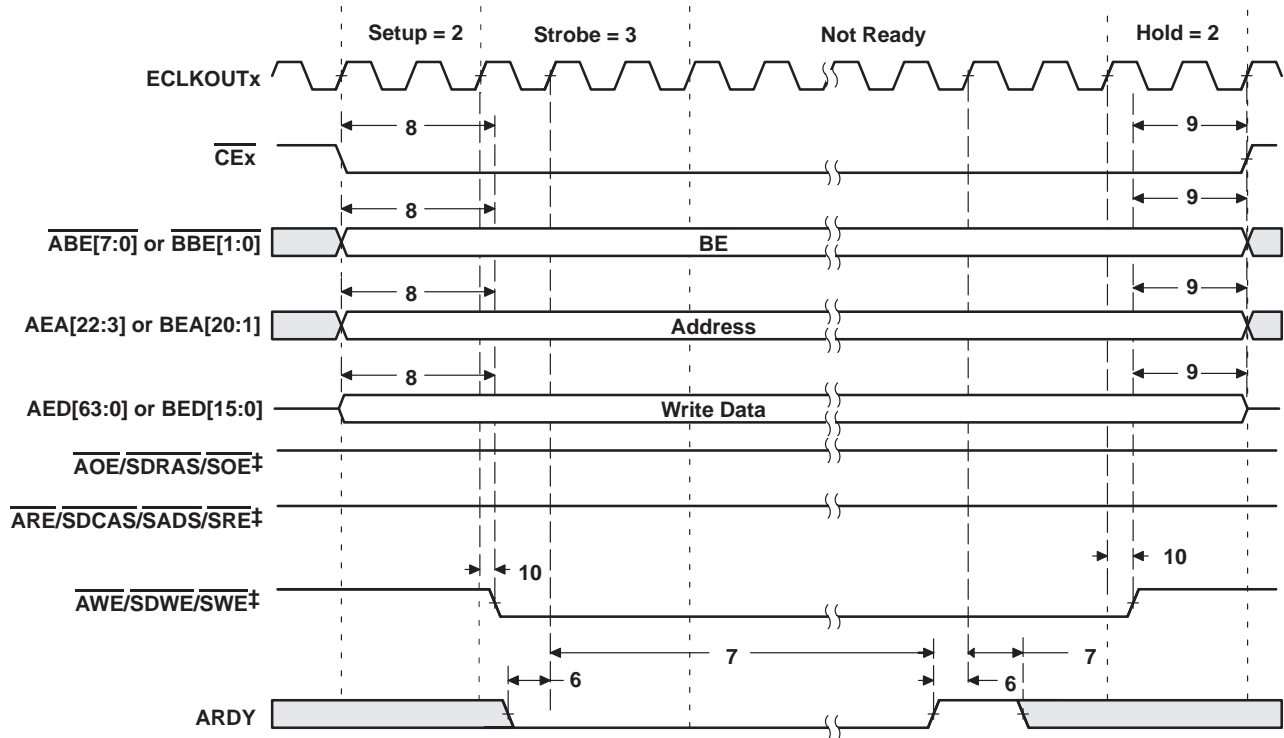 Setup = 2 Strobe = 3 Not Ready Hold = 2
ECLKOUTx
8 9
CEx
8 9
ABE[7:0] or BBE[1:0] BE
8 9
AEA[22:3] or BEA[20:1] Address
8 9
AED[63:0] or BED[15:0] Write Data
AOE/SDRAS/SOE‡
ARE/SDCAS/SADS/SRE‡
10 10
AWE/SDWE/SWE‡
7 7
6 6
ARDY